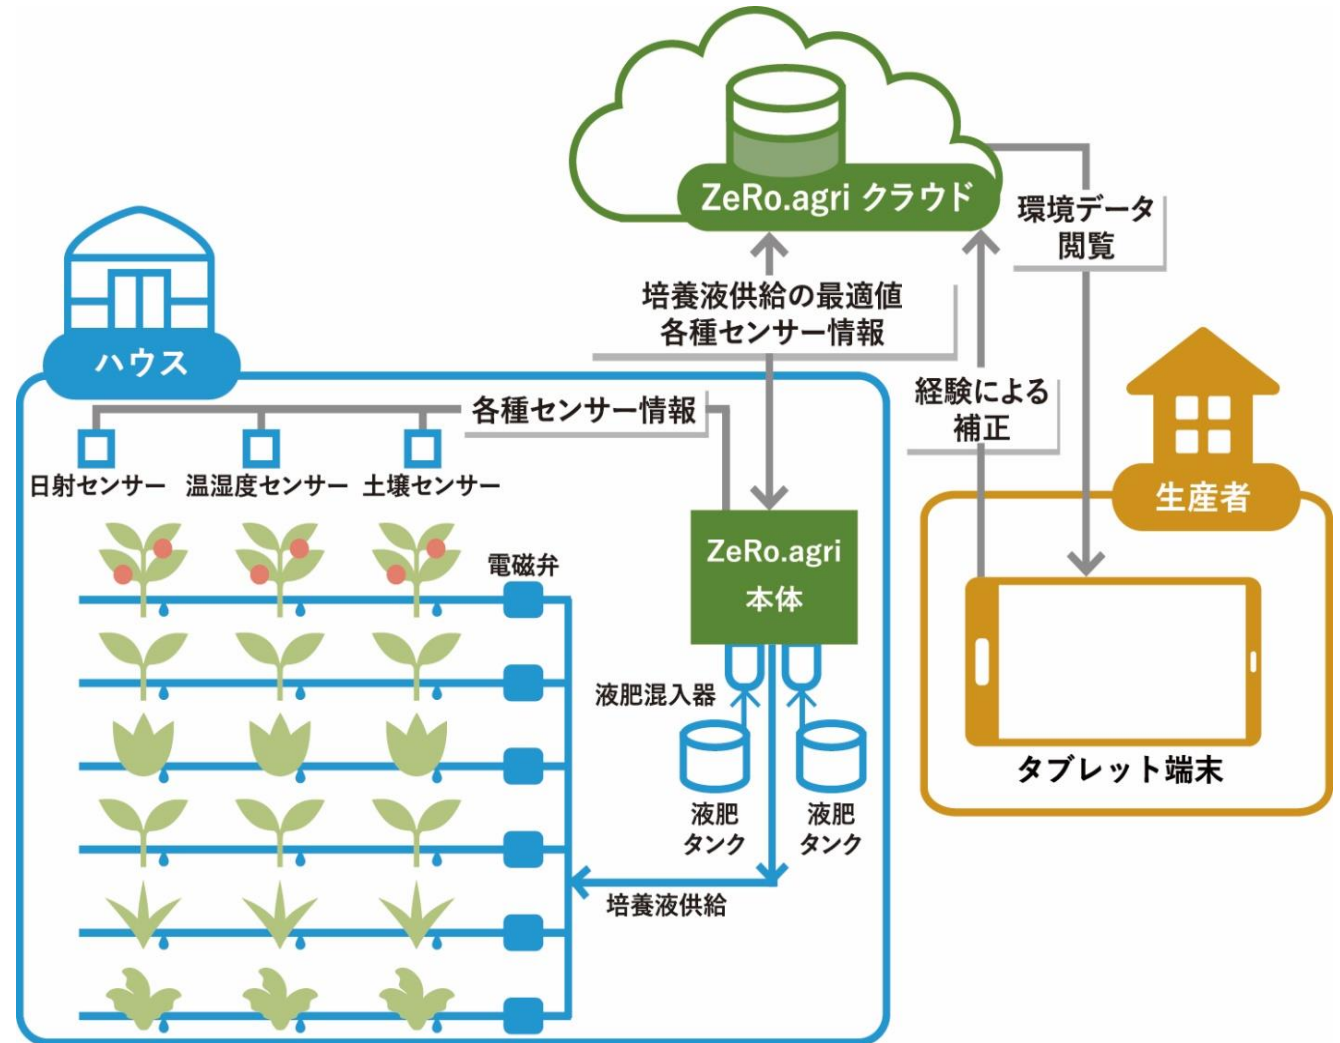 ZeRo.agri クラウド
環境データ
閲覧
培養液供給の最適値
各種センサー情報
ハウス
経験による
補正
各種センサー情報
生産者
日射センサー
温湿度センサー
土壌センサー
電磁弁
ZeRo.agri
本体
液肥混入器
タブレット端末
液肥
タンク
液肥
タンク
培養液供給